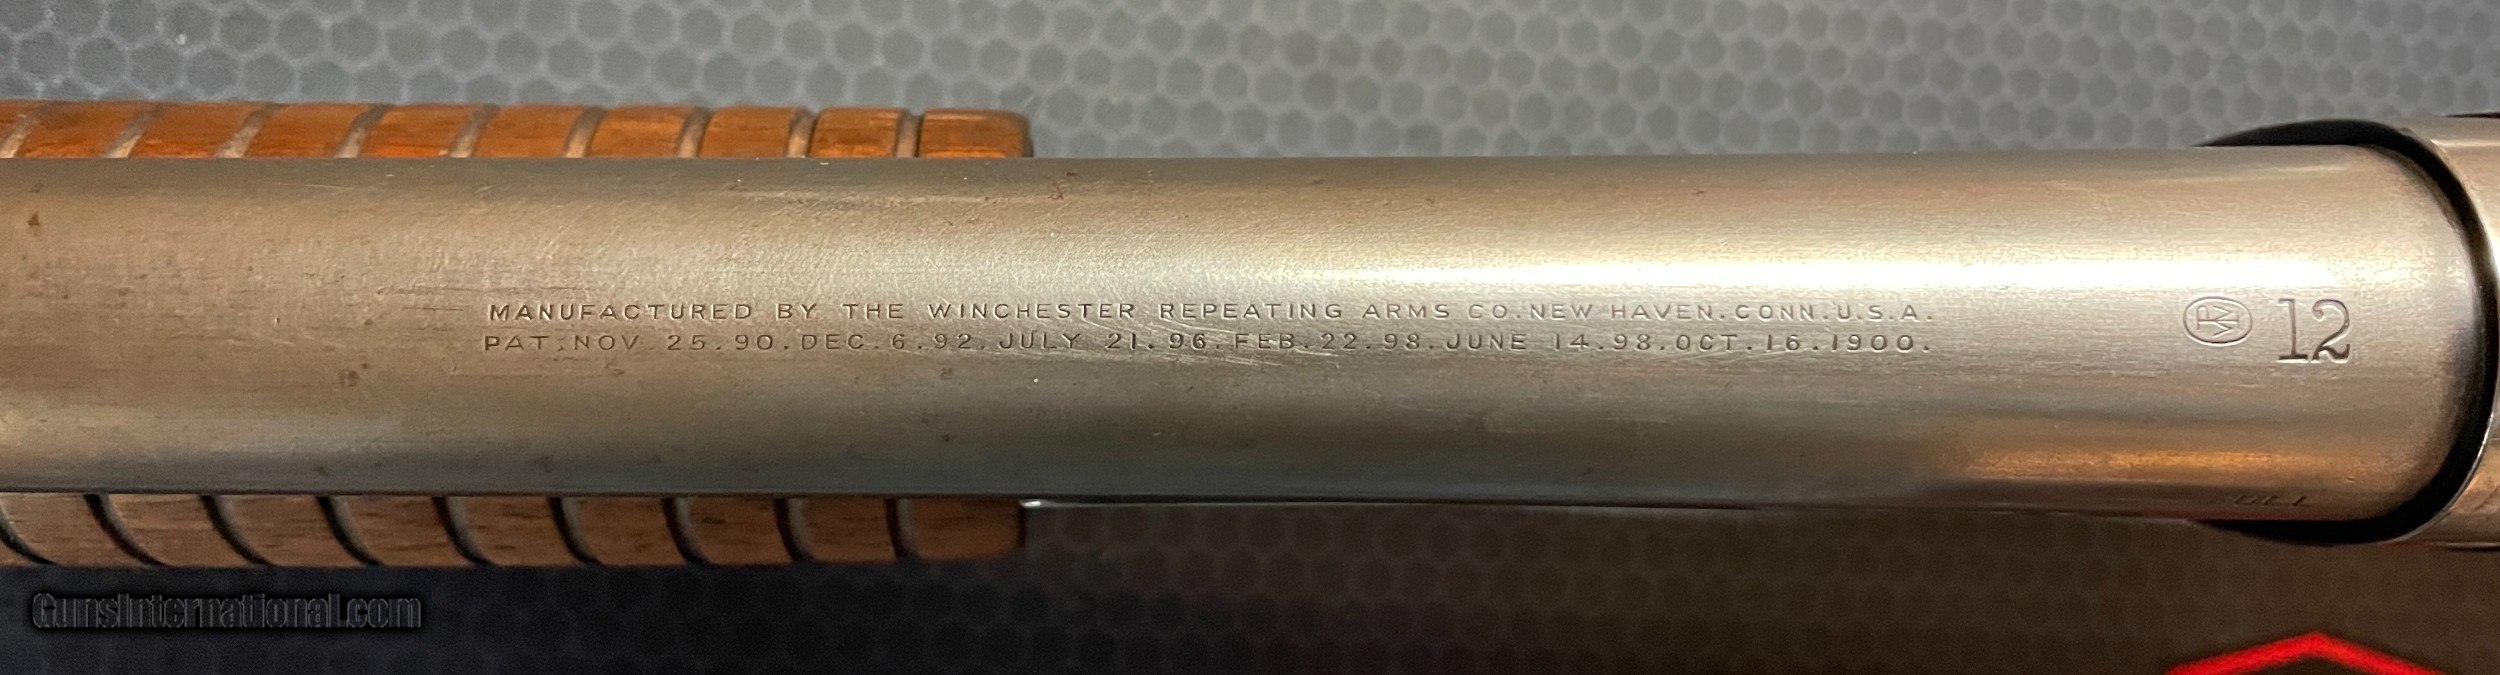 MANUFACTURED BY THE WINCHESTER REPEATING ARMS CO. NEW HAVEN. CONN. U.S.A.
PAT. NOV. 25. 90. DEC. 6. 92. JULY 21. 96. FEB. 22. 98. JUNE 14. 98. OCT. 16. 1900.
WP 12
GunsInternational.com